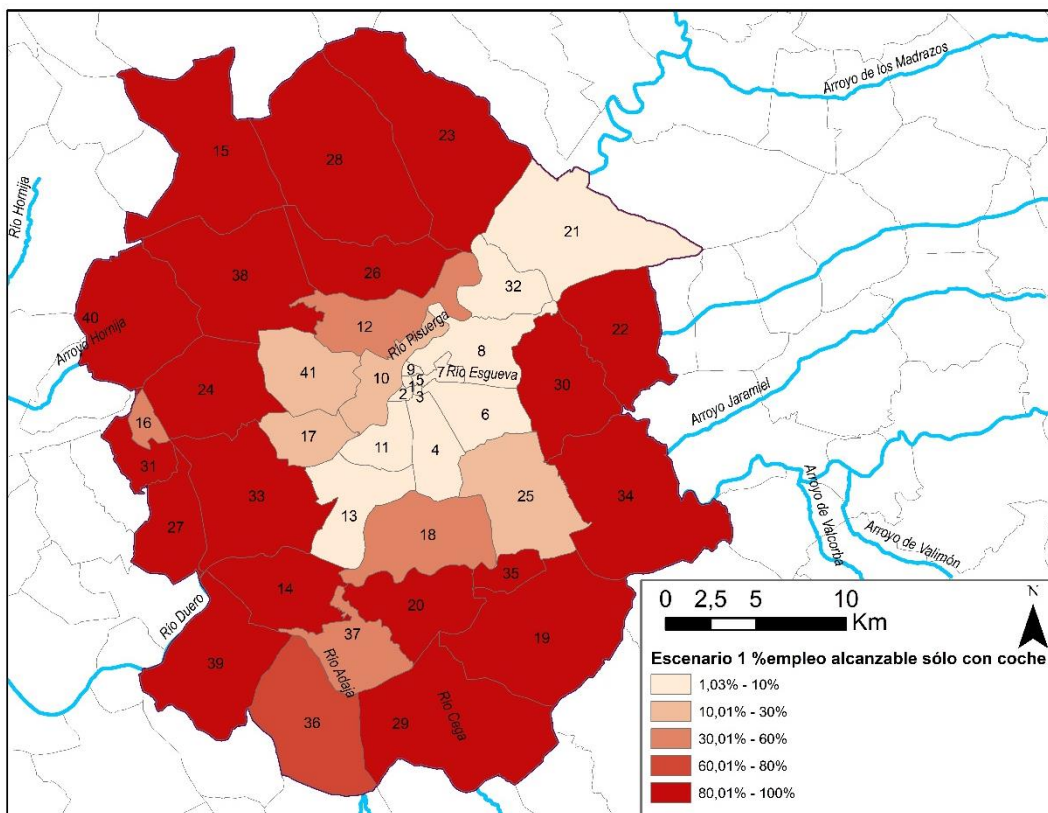 Arroyo de los Madrazos
23
15
28
Río Hornija
21
38
26
32
40
22
12
Río Pisuerga
Arroyo Hornija
8
9
7 Río Esgueva
41
10
5
1
24
2
3
30
Arroyo Jaramiel
16
6
17
11
4
31
34
25
33
Arroyo de Valcorba
27
13
18
Arroyo de Valimón
35
14
20
Río Duero
37
19
39
Río Adaja
Río Cega
36
29
N
0 2,5 5 10
Km
Escenario 1 %empleo alcanzable sólo con coche
1,03% - 10%
10,01% - 30%
30,01% - 60%
60,01% - 80%
80,01% - 100%